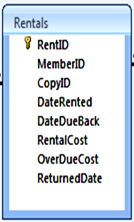 Rentals
RentID
MemberID
CopyID
DateRented
DateDueBack
RentalCost
OverDueCost
ReturnedDate